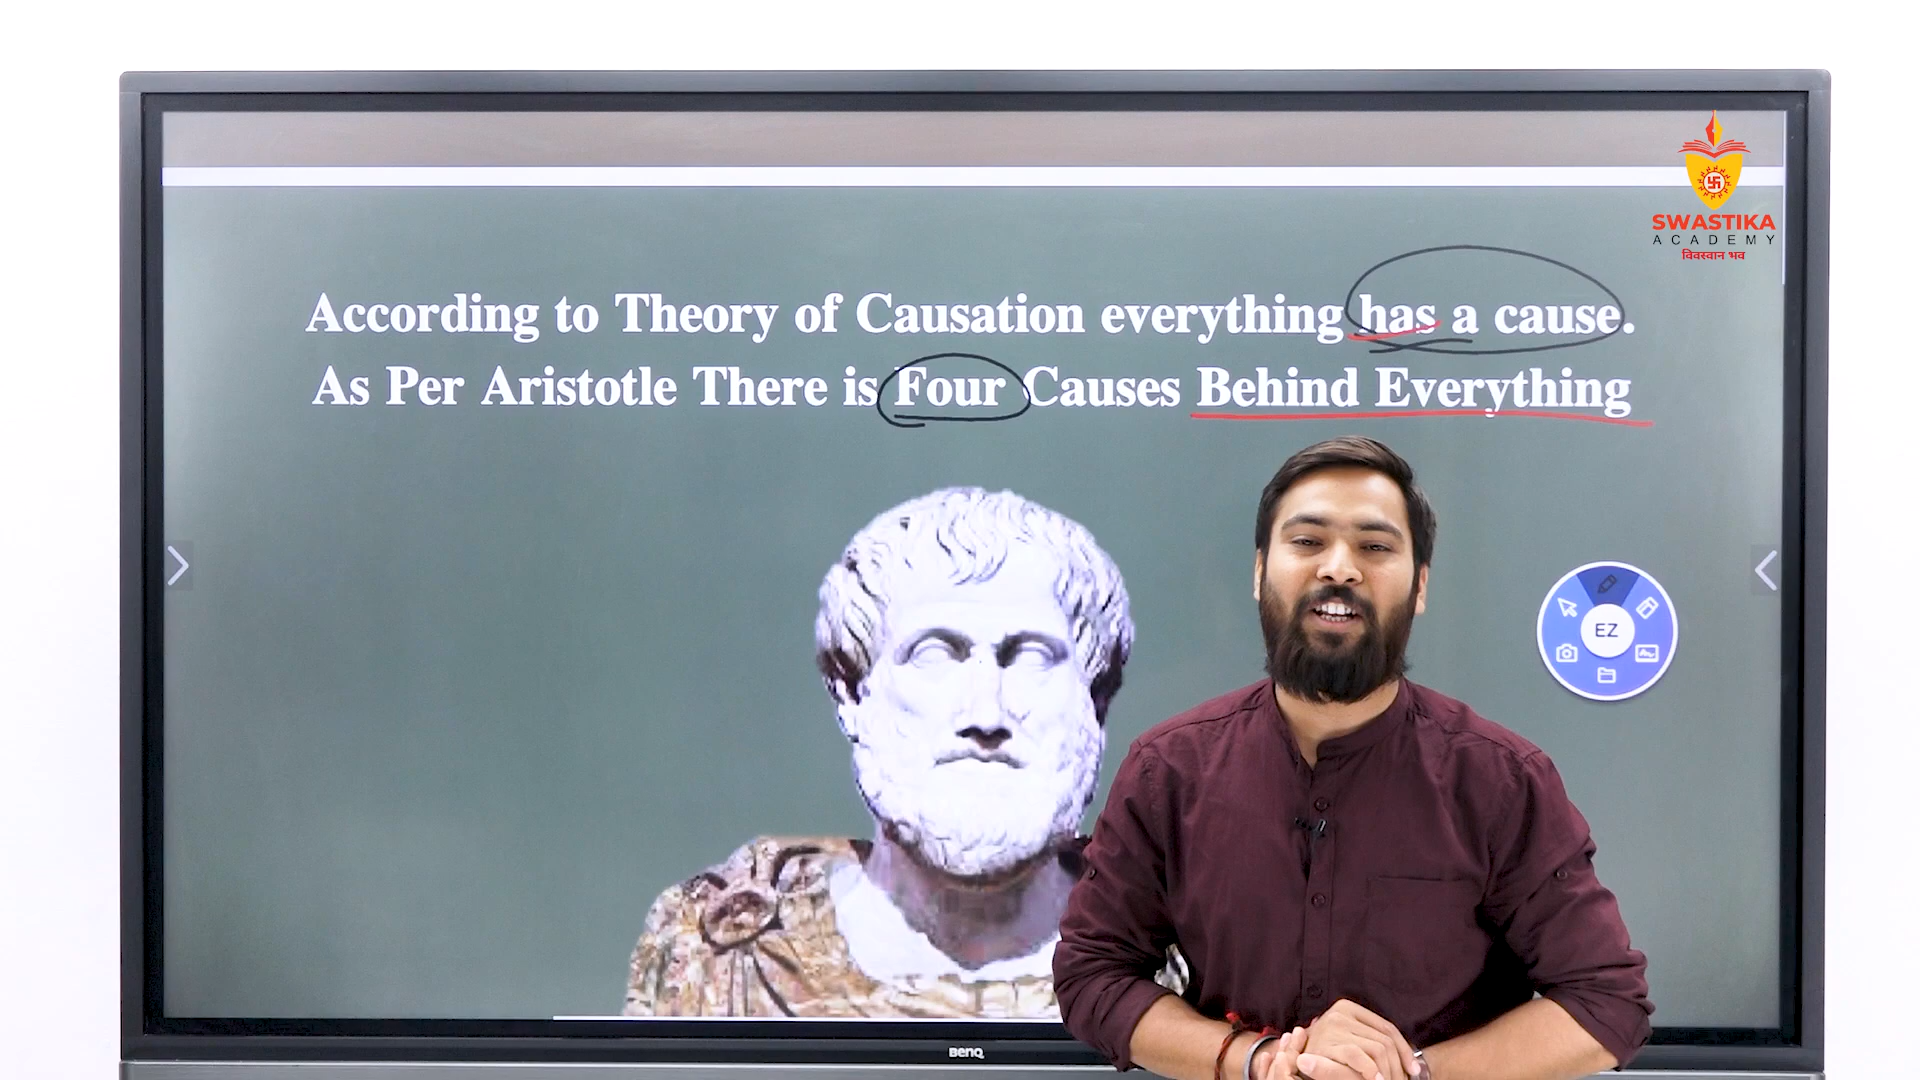 SWASTIKA
ACADEMY
विवस्वान भव
According to Theory of Causation everything has a cause.
As Per Aristotle There is Four Causes Behind Everything
EZ
BenQ